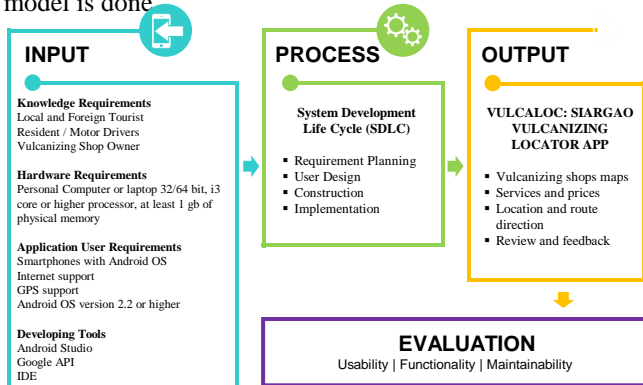 model is done
INPUT
Knowledge Requirements
Local and Foreign Tourist
Resident / Motor Drivers
Vulcanizing Shop Owner
Hardware Requirements
Personal Computer or laptop 32/64 bit, i3
core or higher processor, at least 1 gb of
physical memory
Application User Requirements
Smartphones with Android OS
Internet support
GPS support
Android OS version 2.2 or higher
Developing Tools
Android Studio
Google API
IDE
PROCESS
System Development
Life Cycle (SDLC)
▪ Requirement Planning
▪ User Design
▪ Construction
▪ Implementation
OUTPUT
VULCALOC: SIARGAO
VULCANIZING
LOCATOR APP
▪ Vulcanizing shops maps
▪ Services and prices
▪ Location and route
direction
▪ Review and feedback
EVALUATION
Usability | Functionality | Maintainability